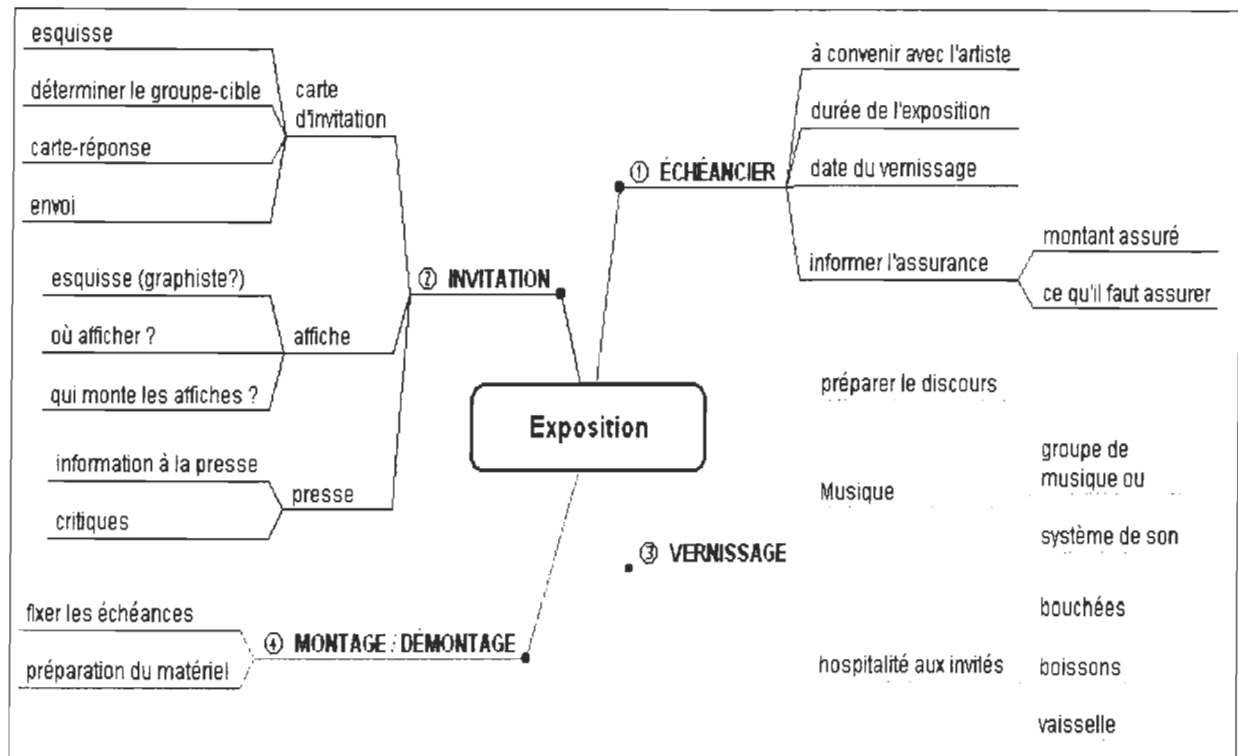 Exposition
① ÉCHÉANCIER
à convenir avec l'artiste
durée de l'exposition
date du vernissage
informer l'assurance
montant assuré
ce qu'il faut assurer
② INVITATION
carte
d'invitation
esquisse
déterminer le groupe-cible
carte-réponse
envoi
affiche
esquisse (graphiste?)
où afficher ?
qui monte les affiches ?
presse
information à la presse
critiques
③ VERNISSAGE
préparer le discours
Musique
groupe de
musique ou
système de son
hospitalité aux invités
bouchées
boissons
vaisselle
④ MONTAGE / DÉMONTAGE
fixer les échéances
préparation du matériel